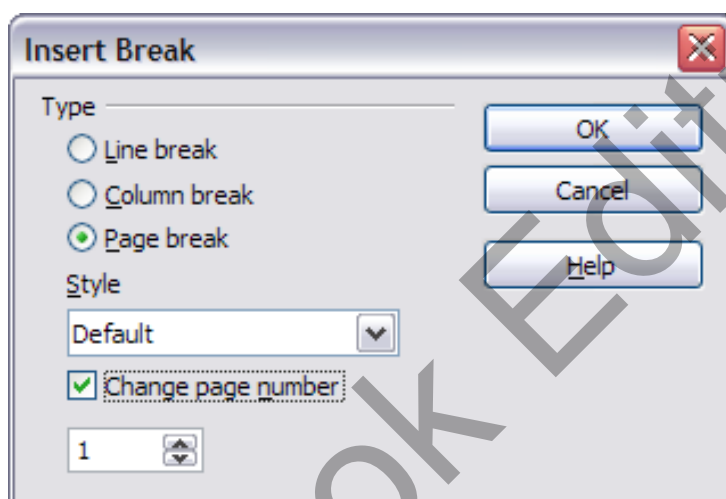 Insert Break
Type
Line break
Column break
Page break
Style
Default
Change page number
1
OK
Cancel
Help